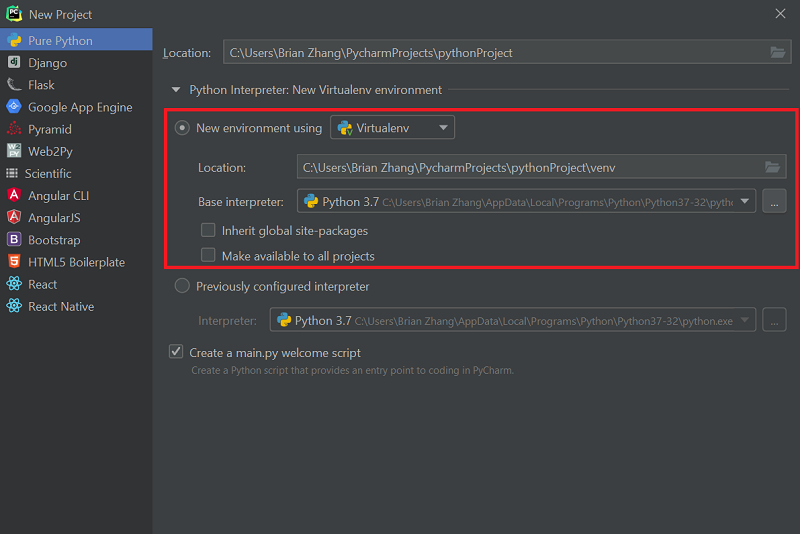 New Project
Pure Python
Django
Flask
Google App Engine
Pyramid
Web2Py
Scientific
Angular CLI
AngularJS
Bootstrap
HTML5 Boilerplate
React
React Native
Location: C:\Users\Brian Zhang\PycharmProjects\pythonProject
Python Interpreter: New Virtualenv environment
New environment using Virtualenv
Location: C:\Users\Brian Zhang\PycharmProjects\pythonProject\venv
Base interpreter: Python 3.7 C:\Users\Brian Zhang\AppData\Local\Programs\Python\Python37-32\pythe ...
Inherit global site-packages
Make available to all projects
Previously configured interpreter
Interpreter: Python 3.7 C:\Users\Brian Zhang\AppData\Local\Programs\Python\Python37-32\python.exe ...
Create a main.py welcome script
Create a Python script that provides an entry point to coding in PyCharm.